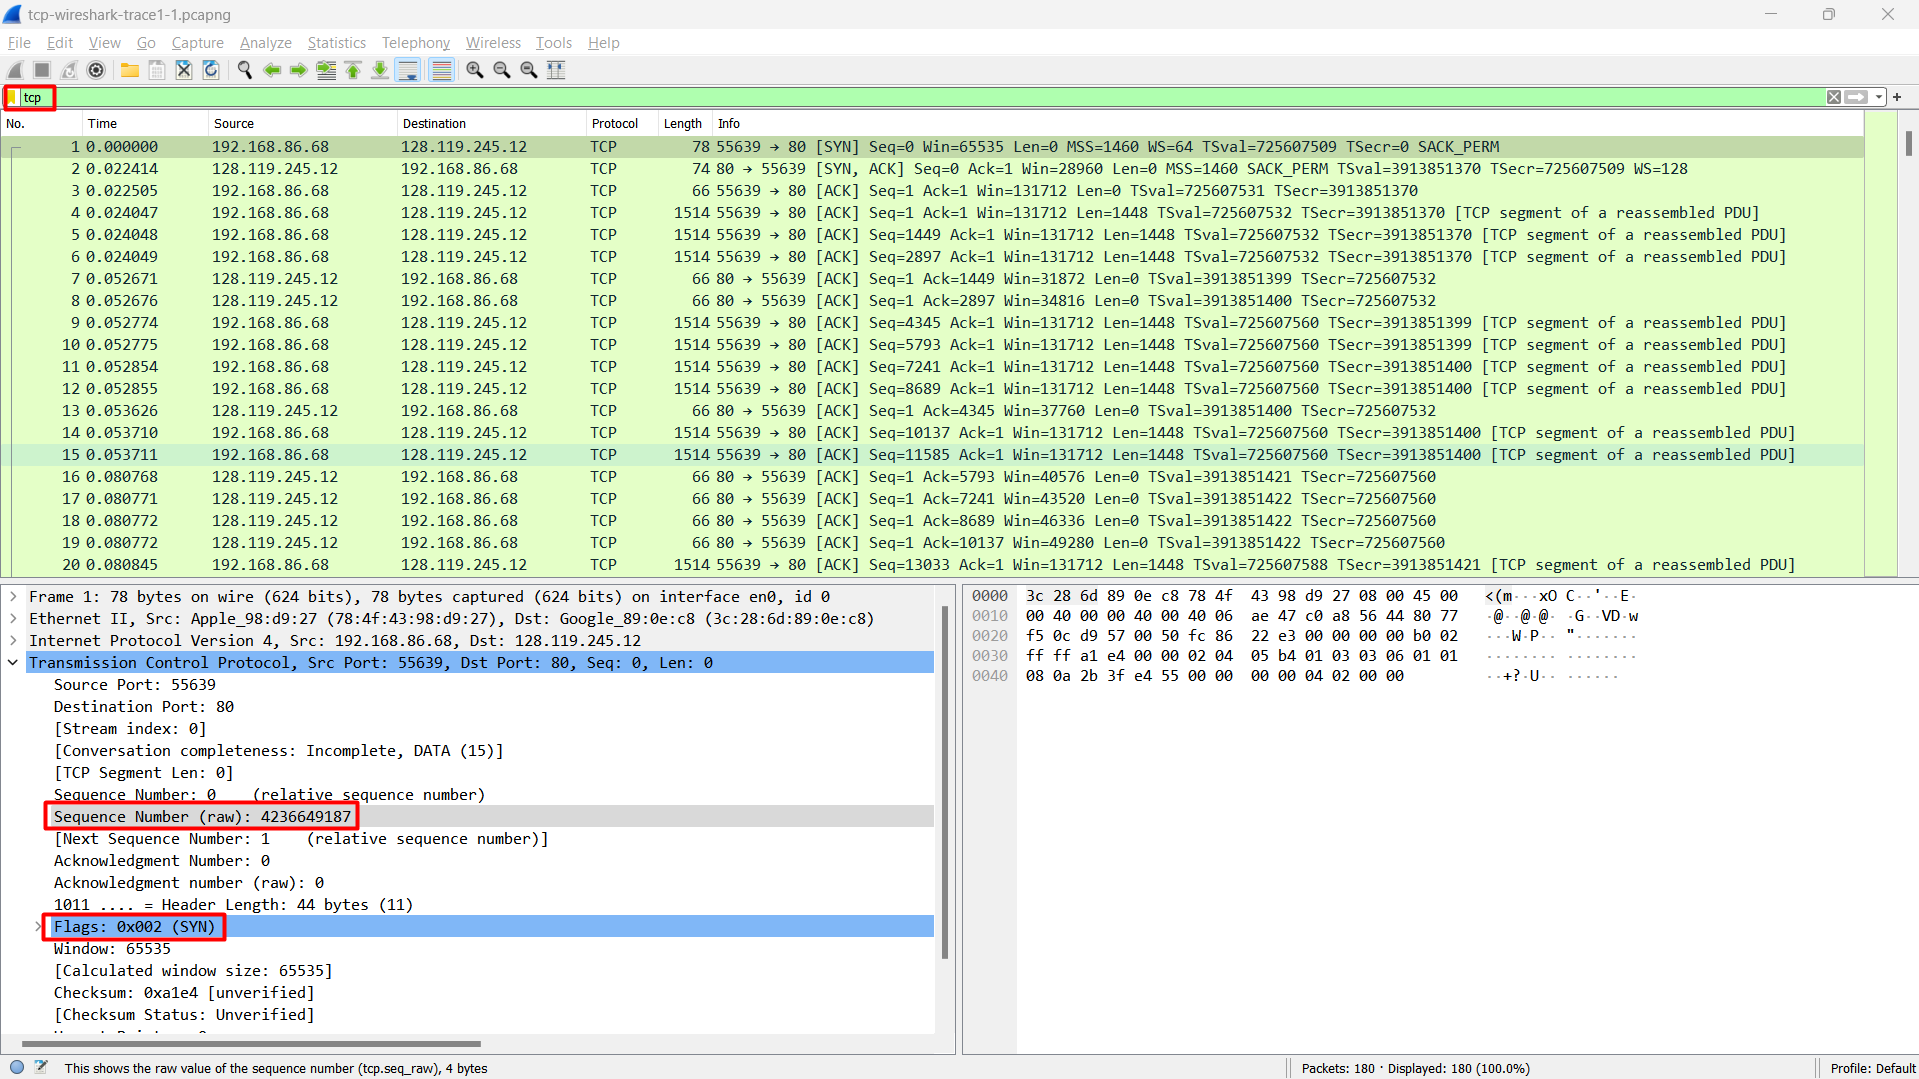 tcp-wireshark-trace1-1.pcapng
File Edit View Go Capture Analyze Statistics Telephony Wireless Tools Help
tcp
No. Time Source Destination Protocol Length Info
1 0.000000 192.168.86.68 128.119.245.12 TCP 78 55639 → 80 [SYN] Seq=0 Win=65535 Len=0 MSS=1460 WS=64 TSval=725607509 TSecr=0 SACK_PERM
2 0.022414 128.119.245.12 192.168.86.68 TCP 74 80 → 55639 [SYN, ACK] Seq=0 Ack=1 Win=28960 Len=0 MSS=1460 SACK_PERM TSval=3913851370 TSecr=725607509 WS=128
3 0.022505 192.168.86.68 128.119.245.12 TCP 66 55639 → 80 [ACK] Seq=1 Ack=1 Win=131712 Len=0 TSval=725607531 TSecr=3913851370
4 0.024047 192.168.86.68 128.119.245.12 TCP 1514 55639 → 80 [ACK] Seq=1 Ack=1 Win=131712 Len=1448 TSval=725607532 TSecr=3913851370 [TCP segment of a reassembled PDU]
5 0.024048 192.168.86.68 128.119.245.12 TCP 1514 55639 → 80 [ACK] Seq=1449 Ack=1 Win=131712 Len=1448 TSval=725607532 TSecr=3913851370 [TCP segment of a reassembled PDU]
6 0.024049 192.168.86.68 128.119.245.12 TCP 1514 55639 → 80 [ACK] Seq=2897 Ack=1 Win=131712 Len=1448 TSval=725607532 TSecr=3913851370 [TCP segment of a reassembled PDU]
7 0.052671 128.119.245.12 192.168.86.68 TCP 66 80 → 55639 [ACK] Seq=1 Ack=1449 Win=31872 Len=0 TSval=3913851399 TSecr=725607532
8 0.052676 128.119.245.12 192.168.86.68 TCP 66 80 → 55639 [ACK] Seq=1 Ack=2897 Win=34816 Len=0 TSval=3913851400 TSecr=725607532
9 0.052774 192.168.86.68 128.119.245.12 TCP 1514 55639 → 80 [ACK] Seq=4345 Ack=1 Win=131712 Len=1448 TSval=725607560 TSecr=3913851399 [TCP segment of a reassembled PDU]
10 0.052775 192.168.86.68 128.119.245.12 TCP 1514 55639 → 80 [ACK] Seq=5793 Ack=1 Win=131712 Len=1448 TSval=725607560 TSecr=3913851399 [TCP segment of a reassembled PDU]
11 0.052854 192.168.86.68 128.119.245.12 TCP 1514 55639 → 80 [ACK] Seq=7241 Ack=1 Win=131712 Len=1448 TSval=725607560 TSecr=3913851400 [TCP segment of a reassembled PDU]
12 0.052855 192.168.86.68 128.119.245.12 TCP 1514 55639 → 80 [ACK] Seq=8689 Ack=1 Win=131712 Len=1448 TSval=725607560 TSecr=3913851400 [TCP segment of a reassembled PDU]
13 0.053626 128.119.245.12 192.168.86.68 TCP 66 80 → 55639 [ACK] Seq=1 Ack=4345 Win=37760 Len=0 TSval=3913851400 TSecr=725607532
14 0.053710 192.168.86.68 128.119.245.12 TCP 1514 55639 → 80 [ACK] Seq=10137 Ack=1 Win=131712 Len=1448 TSval=725607560 TSecr=3913851400 [TCP segment of a reassembled PDU]
15 0.053711 192.168.86.68 128.119.245.12 TCP 1514 55639 → 80 [ACK] Seq=11585 Ack=1 Win=131712 Len=1448 TSval=725607560 TSecr=3913851400 [TCP segment of a reassembled PDU]
16 0.080768 128.119.245.12 192.168.86.68 TCP 66 80 → 55639 [ACK] Seq=1 Ack=5793 Win=40576 Len=0 TSval=3913851421 TSecr=725607560
17 0.080771 128.119.245.12 192.168.86.68 TCP 66 80 → 55639 [ACK] Seq=1 Ack=7241 Win=43520 Len=0 TSval=3913851422 TSecr=725607560
18 0.080772 128.119.245.12 192.168.86.68 TCP 66 80 → 55639 [ACK] Seq=1 Ack=8689 Win=46336 Len=0 TSval=3913851422 TSecr=725607560
19 0.080772 128.119.245.12 192.168.86.68 TCP 66 80 → 55639 [ACK] Seq=1 Ack=10137 Win=49280 Len=0 TSval=3913851422 TSecr=725607560
20 0.080845 192.168.86.68 128.119.245.12 TCP 1514 55639 → 80 [ACK] Seq=13033 Ack=1 Win=131712 Len=1448 TSval=725607588 TSecr=3913851421 [TCP segment of a reassembled PDU]
Frame 1: 78 bytes on wire (624 bits), 78 bytes captured (624 bits) on interface en0, id 0
Ethernet II, Src: Apple_98:d9:27 (78:4f:43:98:d9:27), Dst: Google_89:0e:c8 (3c:28:6d:89:0e:c8)
Internet Protocol Version 4, Src: 192.168.86.68, Dst: 128.119.245.12
Transmission Control Protocol, Src Port: 55639, Dst Port: 80, Seq: 0, Len: 0
Source Port: 55639
Destination Port: 80
[Stream index: 0]
[Conversation completeness: Incomplete, DATA (15)]
[TCP Segment Len: 0]
Sequence Number: 0 (relative sequence number)
Sequence Number (raw): 4236649187
[Next Sequence Number: 1 (relative sequence number)]
Acknowledgment Number: 0
Acknowledgment number (raw): 0
1011 .... = Header Length: 44 bytes (11)
Flags: 0x002 (SYN)
Window: 65535
[Calculated window size: 65535]
Checksum: 0xa1e4 [unverified]
[Checksum Status: Unverified]
0000 3c 28 6d 89 0e c8 78 4f 43 98 d9 27 08 00 45 00 <(m···xO C··'··E·
0010 00 40 00 00 40 00 40 06 ae 47 c0 a8 56 44 80 77 ·@··@·@· ·G··VD·w
0020 f5 0c d9 57 00 50 fc 86 22 e3 00 00 00 00 b0 02 ···W·P·· "·······
0030 ff ff a1 e4 00 00 02 04 05 b4 01 03 03 06 01 01 ········ ········
0040 08 0a 2b 3f e4 55 00 00 00 00 04 02 00 00 ··+?·U·· ······
This shows the raw value of the sequence number (tcp.seq_raw), 4 bytes
Packets: 180 · Displayed: 180 (100.0%)
Profile: Default